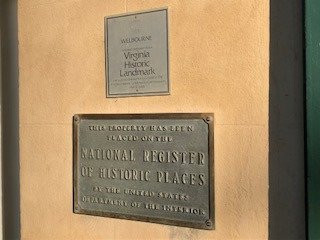 WELBOURNE
Virginia
Historic
Landmark
THIS PROPERTY HAS BEEN
PLACED ON THE
NATIONAL REGISTER
OF HISTORIC PLACES
BY THE UNITED STATES
DEPARTMENT OF THE INTERIOR